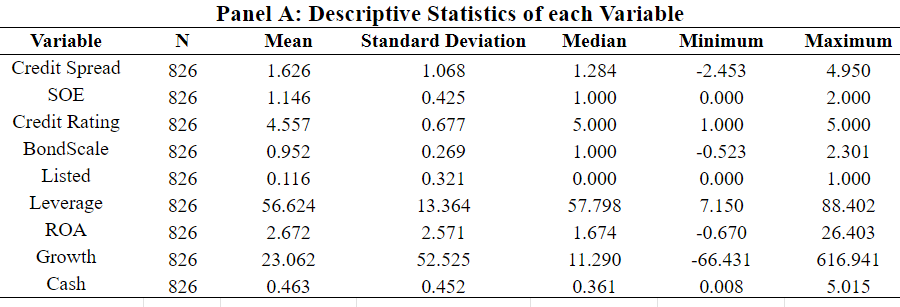 Panel A: Descriptive Statistics of each Variable
Variable N Mean Standard Deviation Median Minimum Maximum
Credit Spread 826 1.626 1.068 1.284 -2.453 4.950
SOE 826 1.146 0.425 1.000 0.000 2.000
Credit Rating 826 4.557 0.677 5.000 1.000 5.000
BondScale 826 0.952 0.269 1.000 -0.523 2.301
Listed 826 0.116 0.321 0.000 0.000 1.000
Leverage 826 56.624 13.364 57.798 7.150 88.402
ROA 826 2.672 2.571 1.674 -0.670 26.403
Growth 826 23.062 52.525 11.290 -66.431 616.941
Cash 826 0.463 0.452 0.361 0.008 5.015